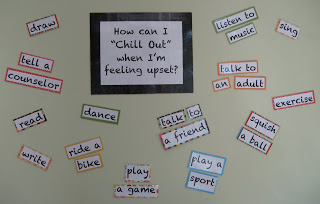 How can I
"Chill Out"
when I'm
feeling upset?
draw
listen to
music
sing
tell a
counselor
talk to
an adult
exercise
read
dance
talk to
a friend
squish
a ball
write
ride a
bike
play
a game
play a
sport